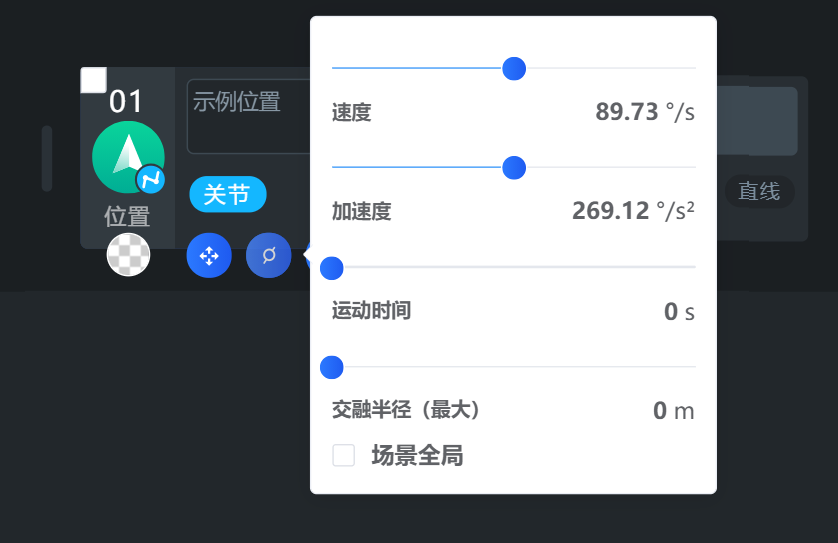 01
位置
示例位置
关节
直线
速度
89.73 °/s
加速度
269.12 °/s²
运动时间
0 s
交融半径（最大）
0 m
场景全局